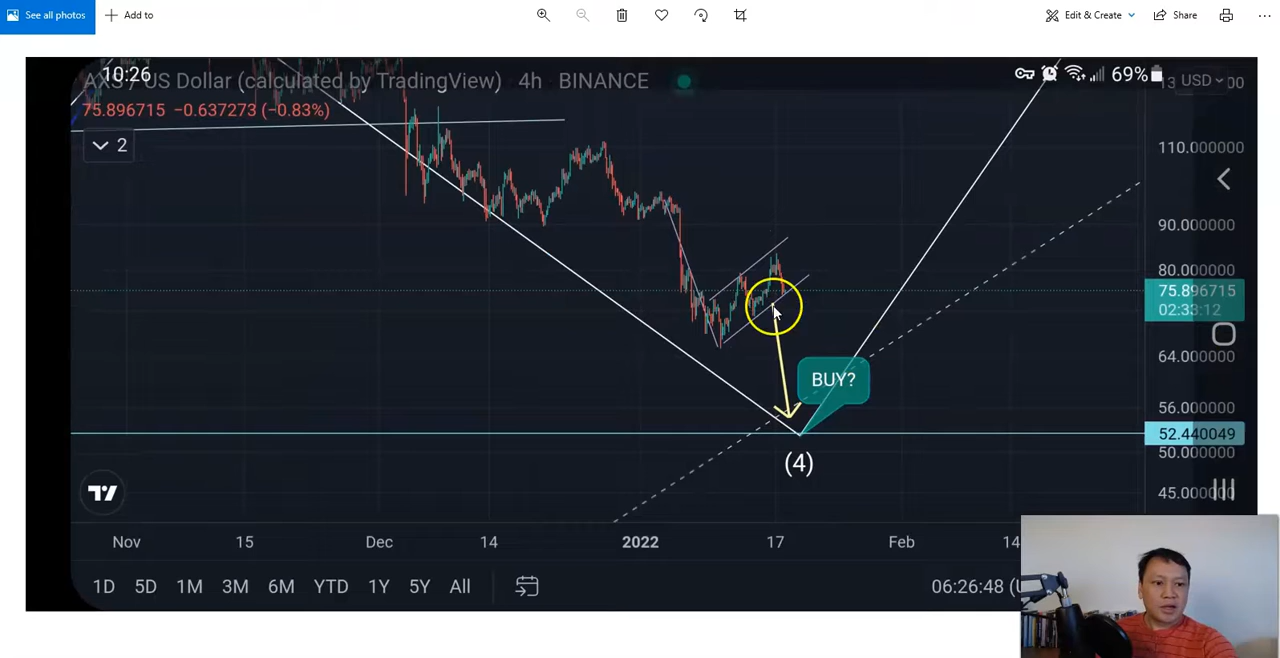 See all photos
Add to
Edit & Create
Share
10:26
69%
AXS / US Dollar (calculated by TradingView) 4h · BINANCE
USD
75.896715 −0.637273 (−0.83%)
2
110.000000
90.000000
80.000000
75.896715
02:33:12
64.000000
BUY?
56.000000
52.440049
50.000000
(4)
45.000000
Nov 15 Dec 14 2022 17 Feb 14
1D 5D 1M 3M 6M YTD 1Y 5Y All
06:26:48 (U